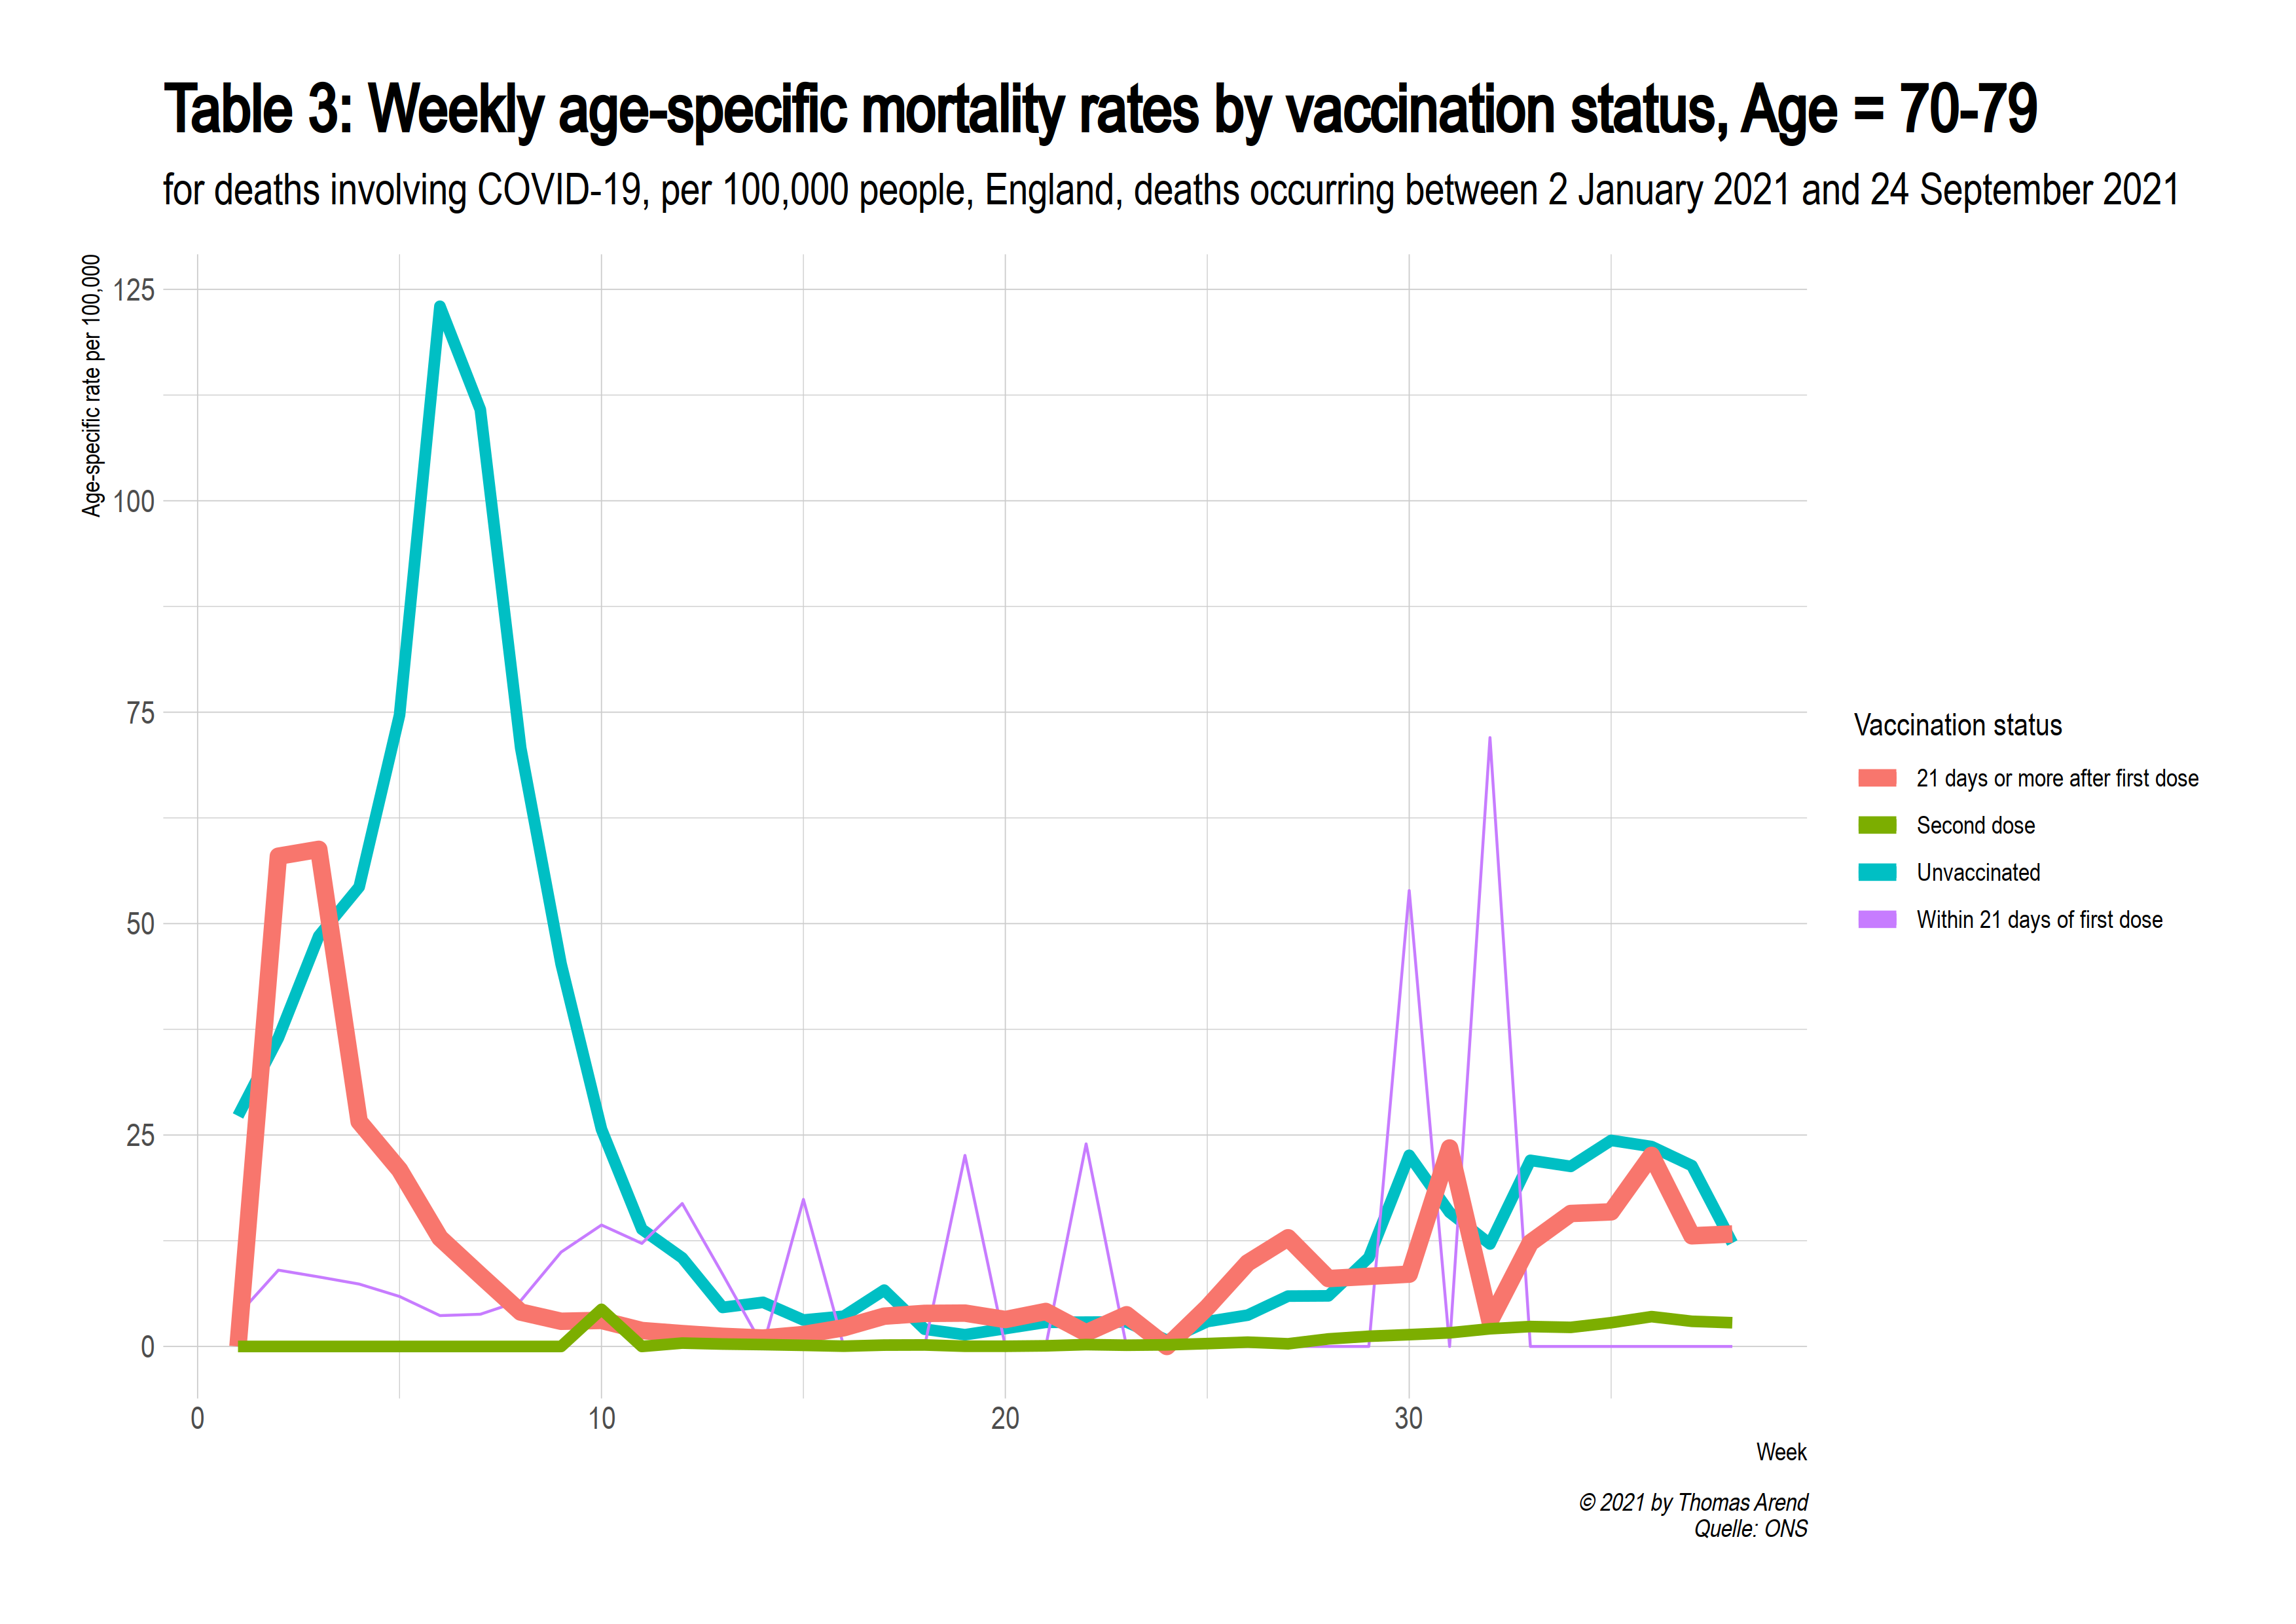 Table 3: Weekly age-specific mortality rates by vaccination status, Age = 70-79
for deaths involving COVID-19, per 100,000 people, England, deaths occurring between 2 January 2021 and 24 September 2021
Age-specific rate per 100,000
125
100
75
50
25
0
0
10
20
30
Week
Vaccination status
21 days or more after first dose
Second dose
Unvaccinated
Within 21 days of first dose
© 2021 by Thomas Arend
Quelle: ONS